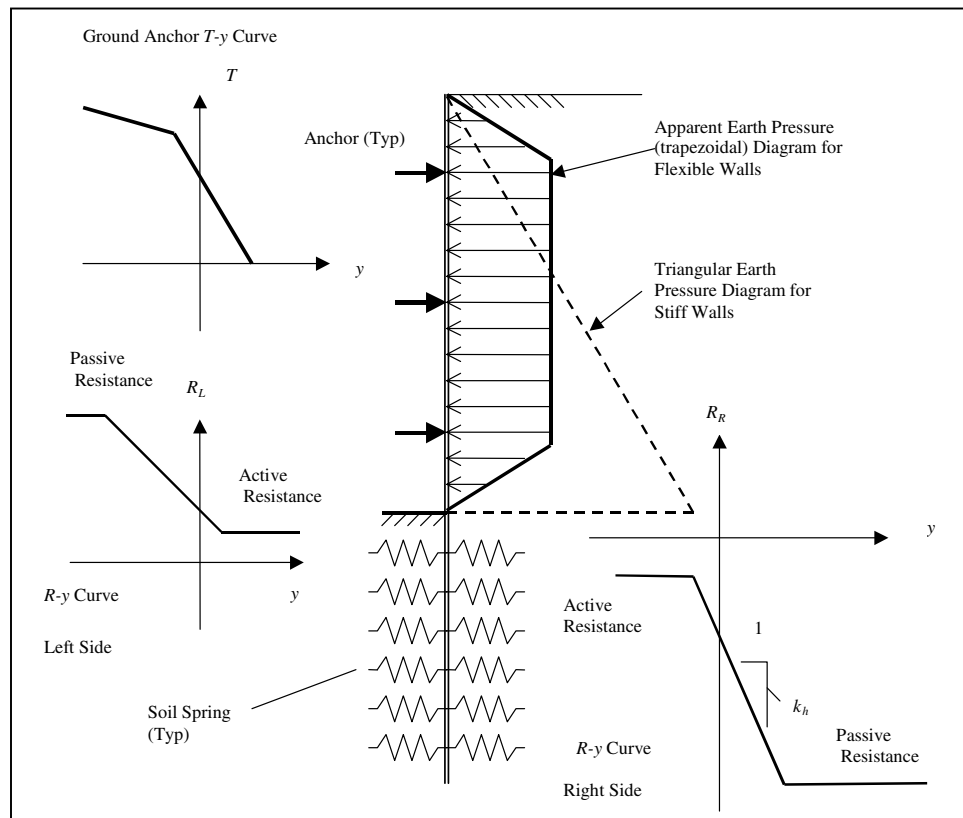 Ground Anchor T-y Curve
T
y
Anchor (Typ)
Apparent Earth Pressure
(trapezoidal) Diagram for
Flexible Walls
Triangular Earth
Pressure Diagram for
Stiff Walls
Passive
Resistance
R_L
Active
Resistance
y
R-y Curve
Left Side
Soil Spring
(Typ)
R_R
y
Active
Resistance
1
k_h
Passive
Resistance
R-y Curve
Right Side